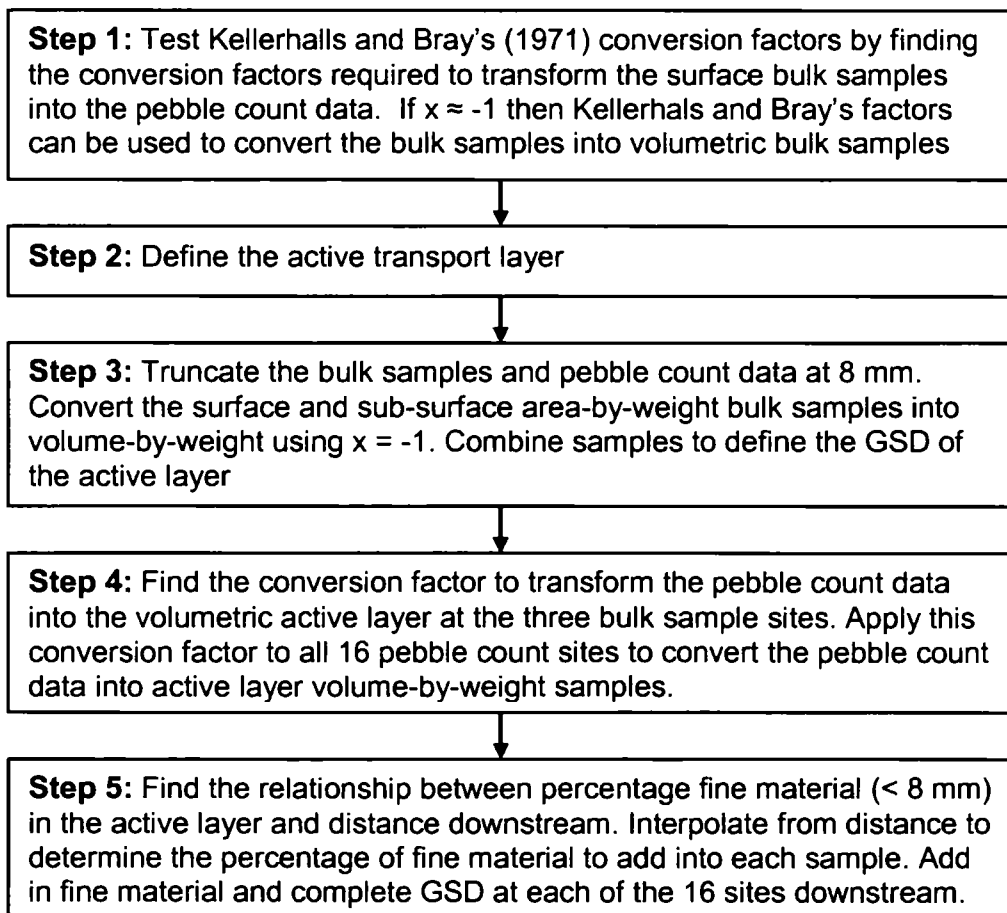 Step 1: Test Kellerhalls and Bray's (1971) conversion factors by finding
the conversion factors required to transform the surface bulk samples
into the pebble count data. If x ≈ -1 then Kellerhals and Bray's factors
can be used to convert the bulk samples into volumetric bulk samples
Step 2: Define the active transport layer
Step 3: Truncate the bulk samples and pebble count data at 8 mm.
Convert the surface and sub-surface area-by-weight bulk samples into
volume-by-weight using x = -1. Combine samples to define the GSD of
the active layer
Step 4: Find the conversion factor to transform the pebble count data
into the volumetric active layer at the three bulk sample sites. Apply this
conversion factor to all 16 pebble count sites to convert the pebble count
data into active layer volume-by-weight samples.
Step 5: Find the relationship between percentage fine material (< 8 mm)
in the active layer and distance downstream. Interpolate from distance to
determine the percentage of fine material to add into each sample. Add
in fine material and complete GSD at each of the 16 sites downstream.